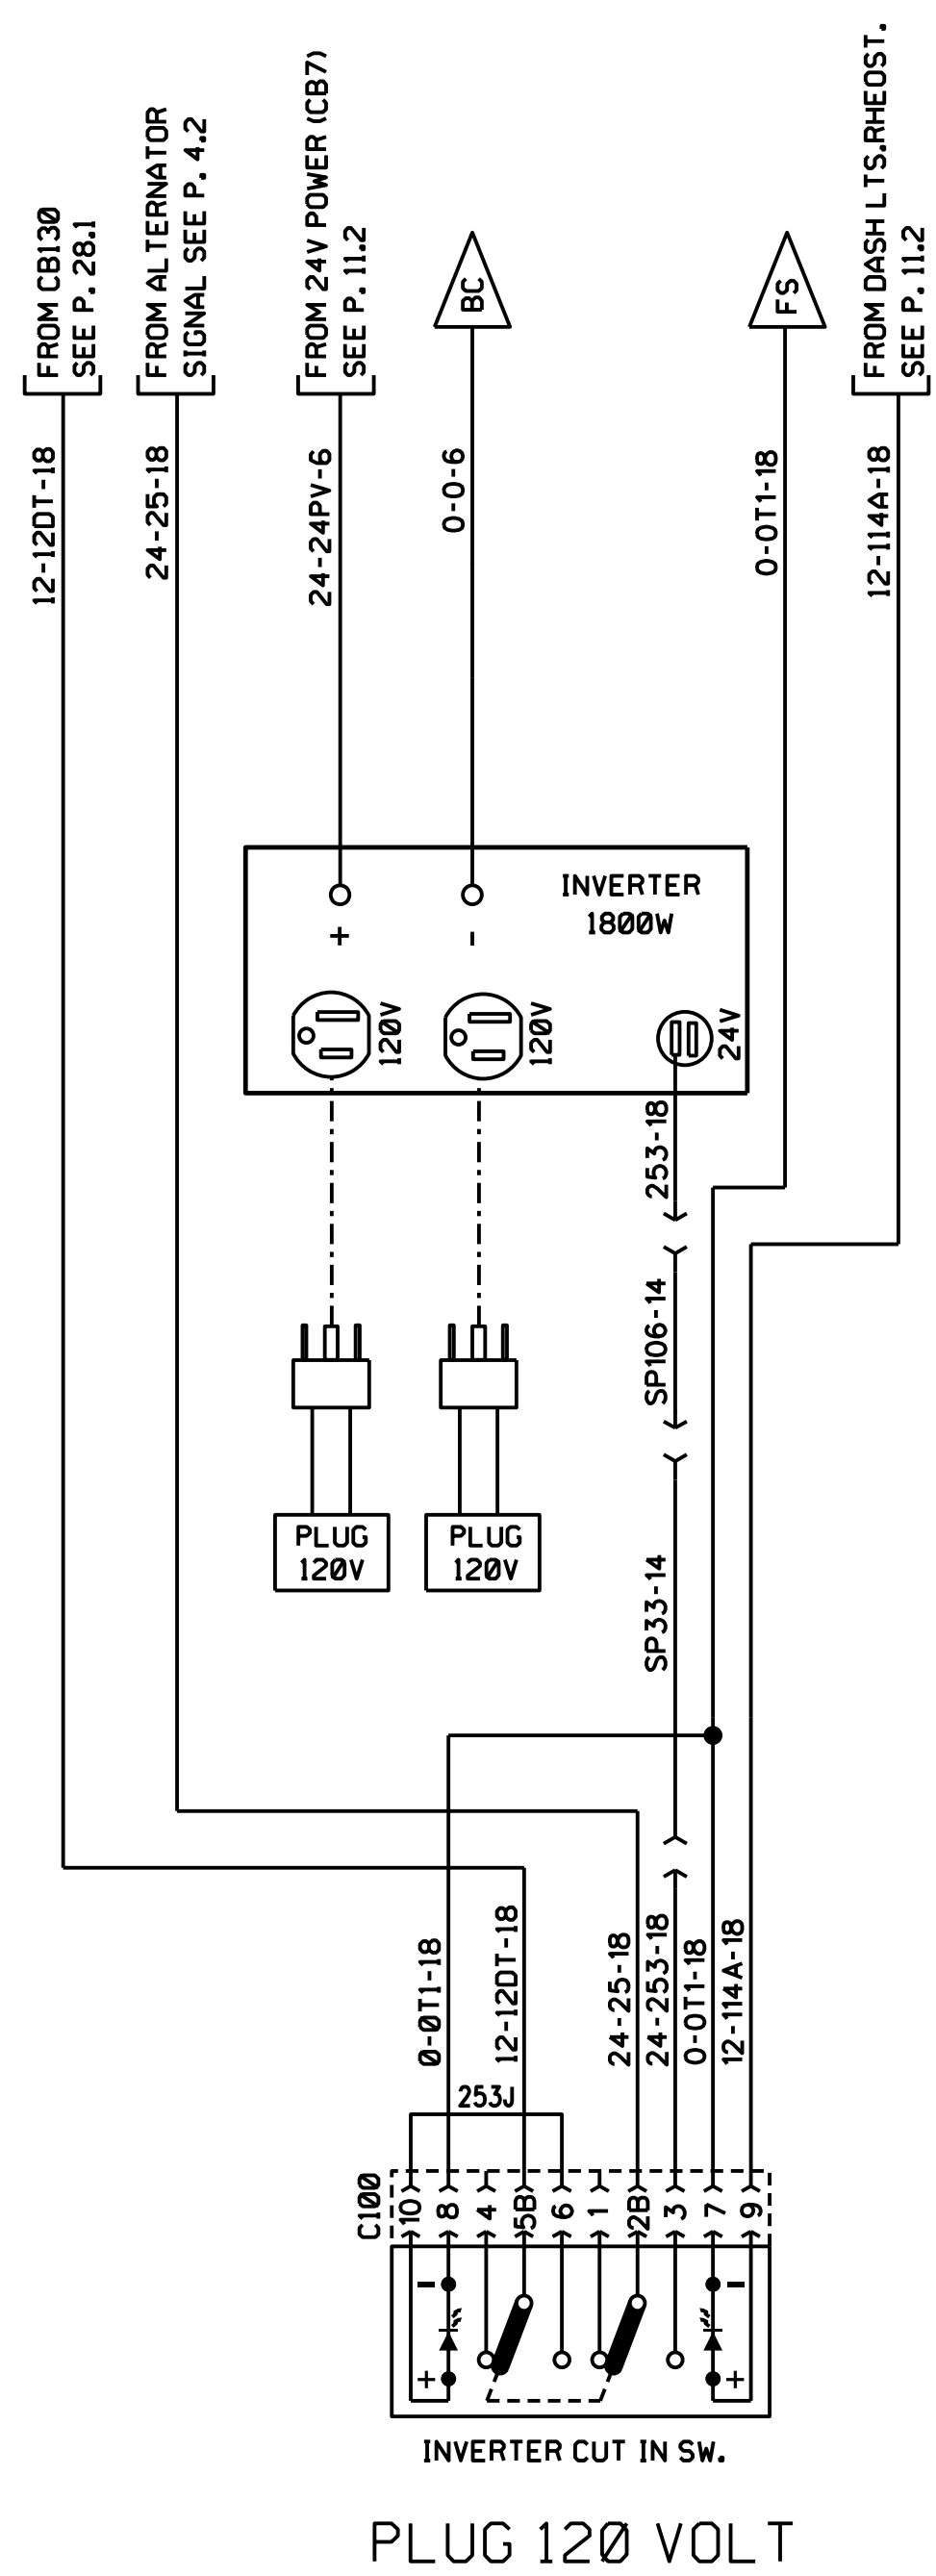 FROM CB130
SEE P. 28.1
FROM ALTERNATOR
SIGNAL SEE P. 4.2
FROM 24V POWER (CB7)
SEE P. 11.2
BC
FS
FROM DASH LTS.RHEOST.
SEE P. 11.2
12-12DT-18
24-25-18
24-24PV-6
0-0-6
0-0T1-18
12-114A-18
INVERTER
1800W
+
-
120V
120V
24V
253-18
SP106-14
PLUG
120V
PLUG
120V
SP33-14
0-0T1-18
12-12DT-18
24-25-18
24-253-18
0-0T1-18
12-114A-18
253J
C100
10
8
4
5B
6
1
2B
3
7
9
-
-
+
+
INVERTER CUT IN SW.
PLUG 120 VOLT